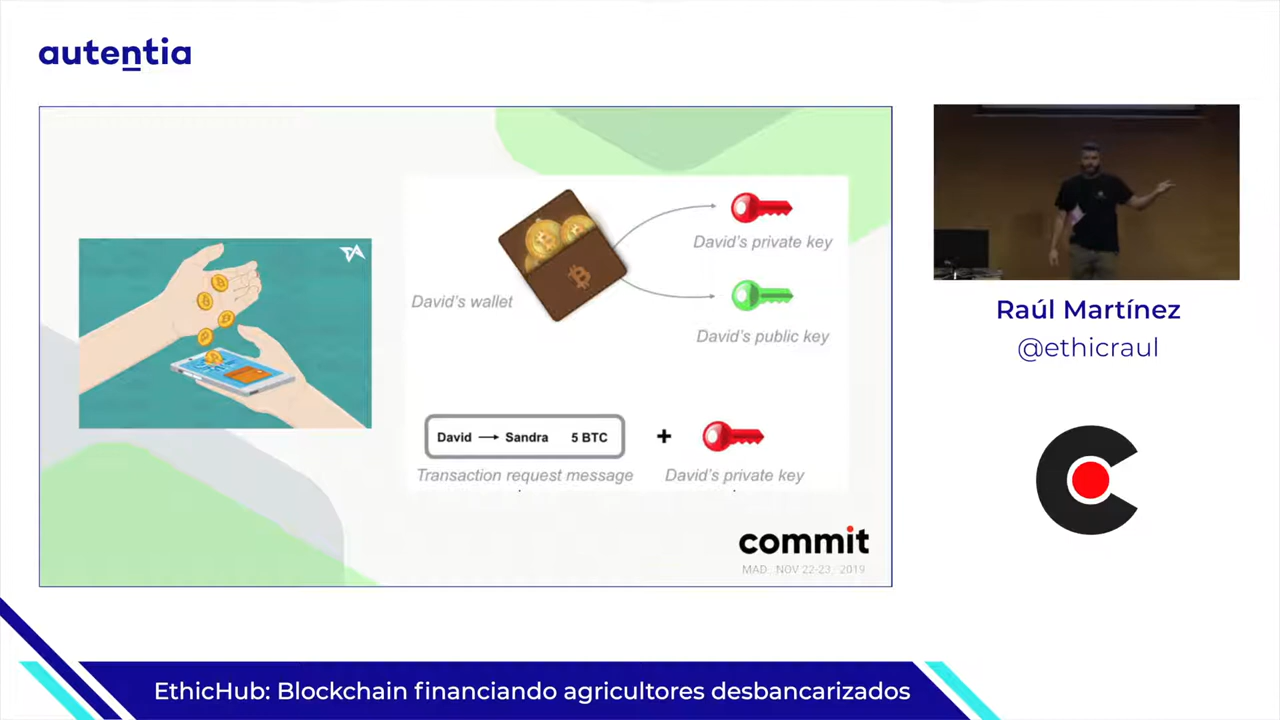 autentia
David's private key
David's wallet
David's public key
David → Sandra 5 BTC
+
Transaction request message
David's private key
commit
MAD, NOV 22-23, 2019
Raúl Martínez
@ethicraul
EthicHub: Blockchain financiando agricultores desbancarizados